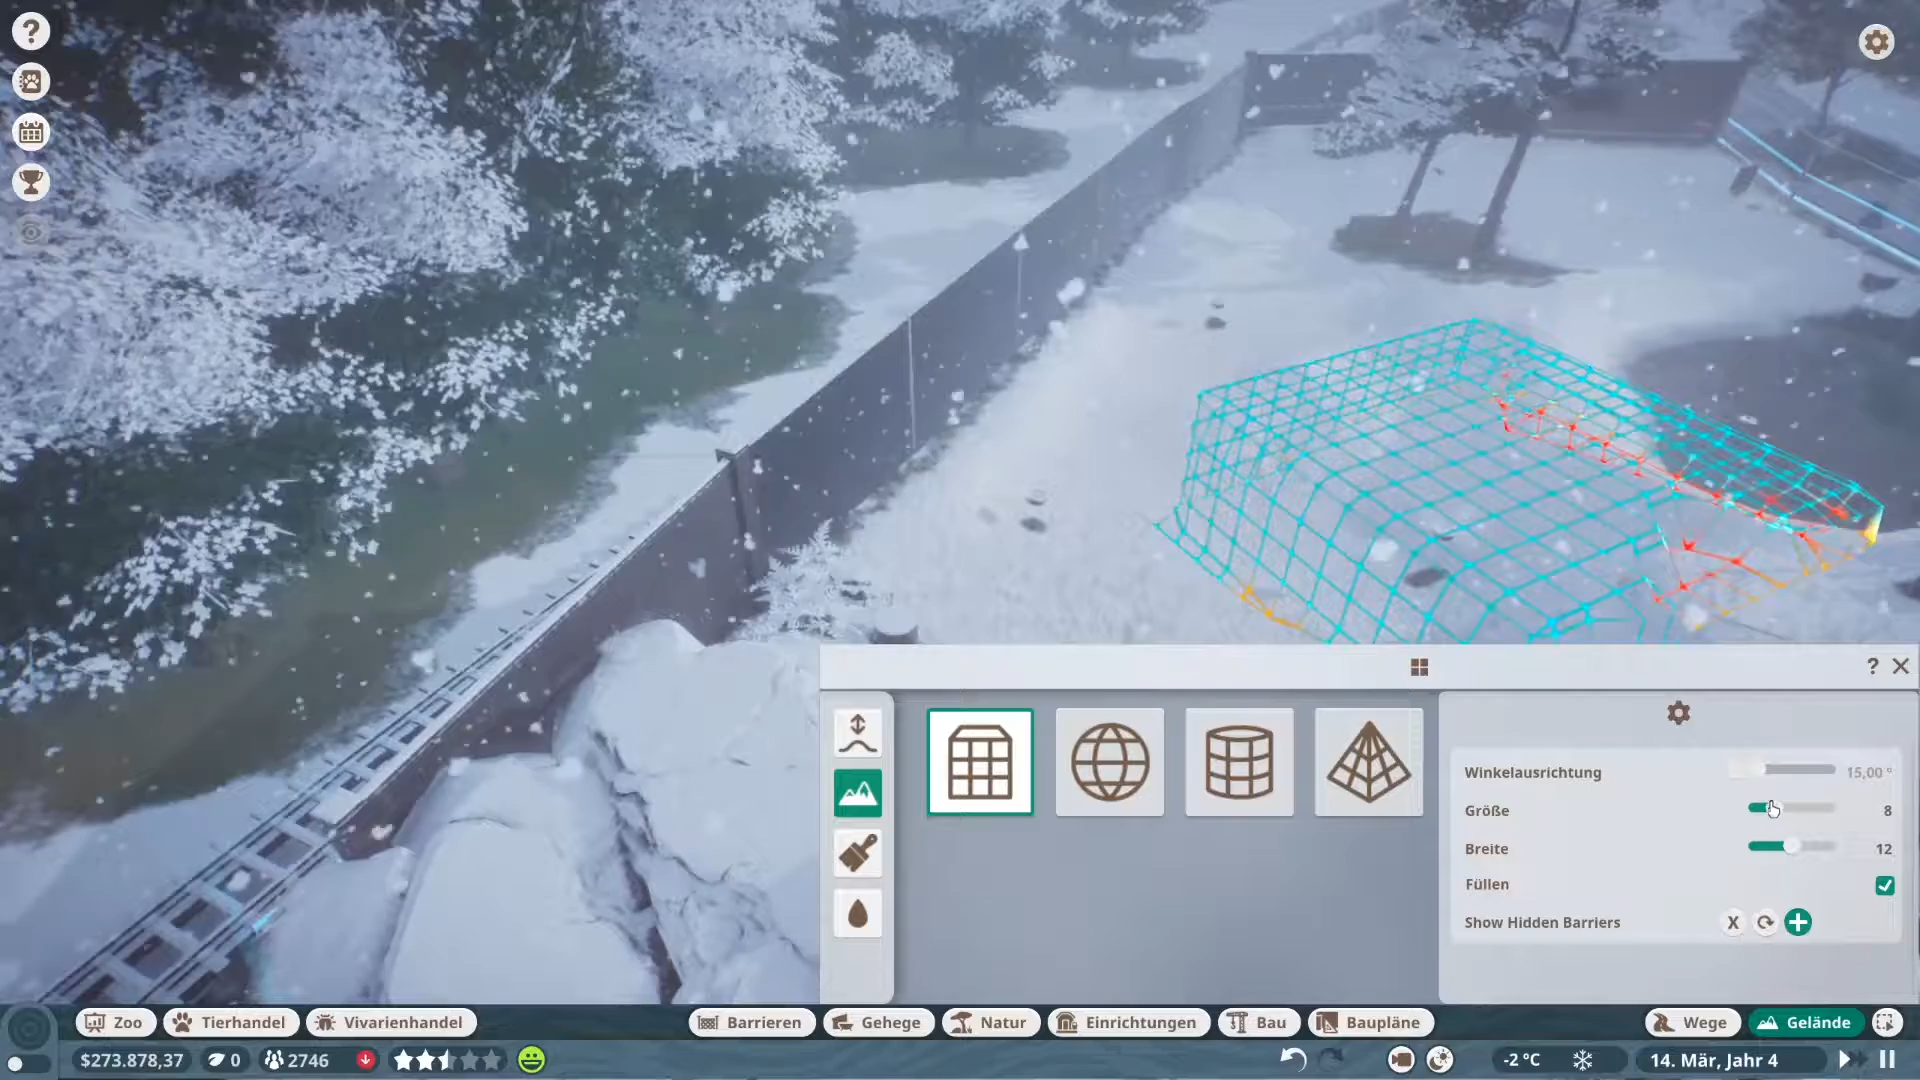 ?
? X
Winkelausrichtung 15,00 °
Größe 8
Breite 12
Füllen
Show Hidden Barriers X
Zoo Tierhandel Vivarienhandel Barrieren Gehege Natur Einrichtungen Bau Baupläne Wege Gelände
$273.878,37 0 2746 -2 °C 14. Mär, Jahr 4